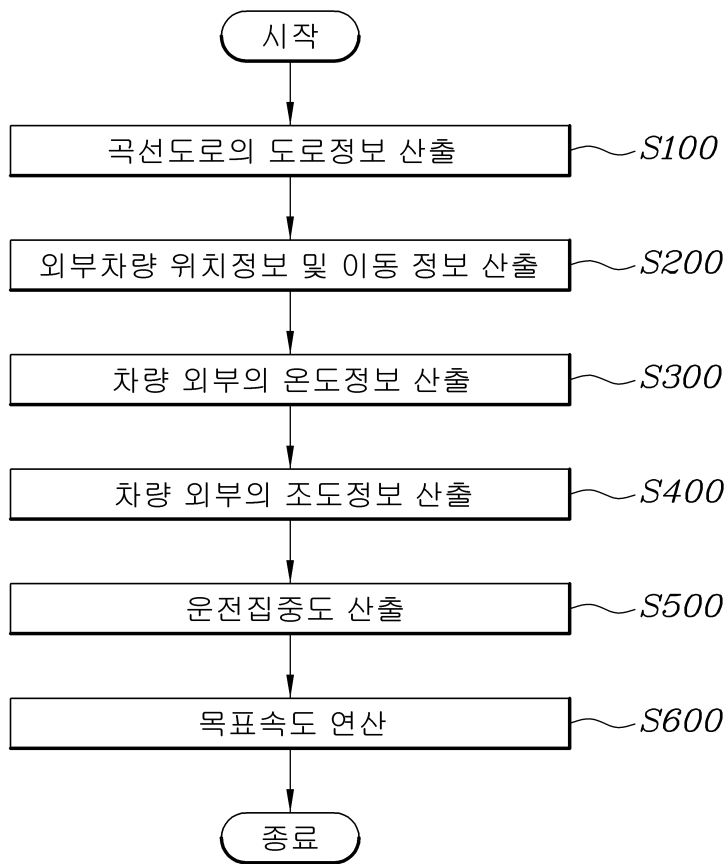 시작
곡선도로의 도로정보 산출
S100
외부차량 위치정보 및 이동 정보 산출
S200
차량 외부의 온도정보 산출
S300
차량 외부의 조도정보 산출
S400
운전집중도 산출
S500
목표속도 연산
S600
종료